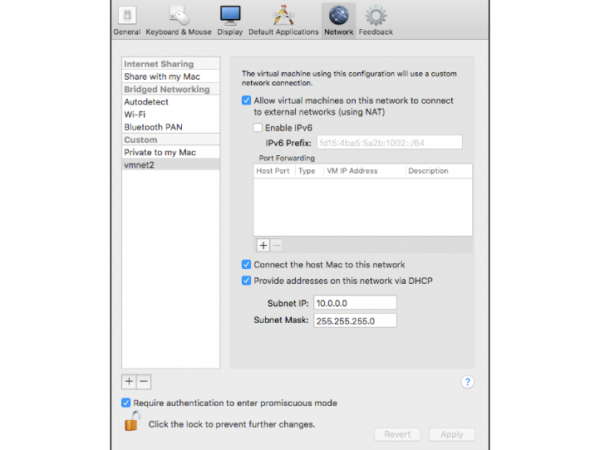 General Keyboard & Mouse Display Default Applications Network Feedback
Internet Sharing
Share with my Mac
Bridged Networking
Autodetect
Wi-Fi
Bluetooth PAN
Custom
Private to my Mac
vmnet2
The virtual machine using this configuration will use a custom
network connection.
Allow virtual machines on this network to connect
to external networks (using NAT)
Enable IPv6
IPv6 Prefix: fd15:4ba5:5a2b:1002::/64
Port Forwarding
Host Port Type VM IP Address Description
Connect the host Mac to this network
Provide addresses on this network via DHCP
Subnet IP: 10.0.0.0
Subnet Mask: 255.255.255.0
Require authentication to enter promiscuous mode
Click the lock to prevent further changes.
Revert Apply